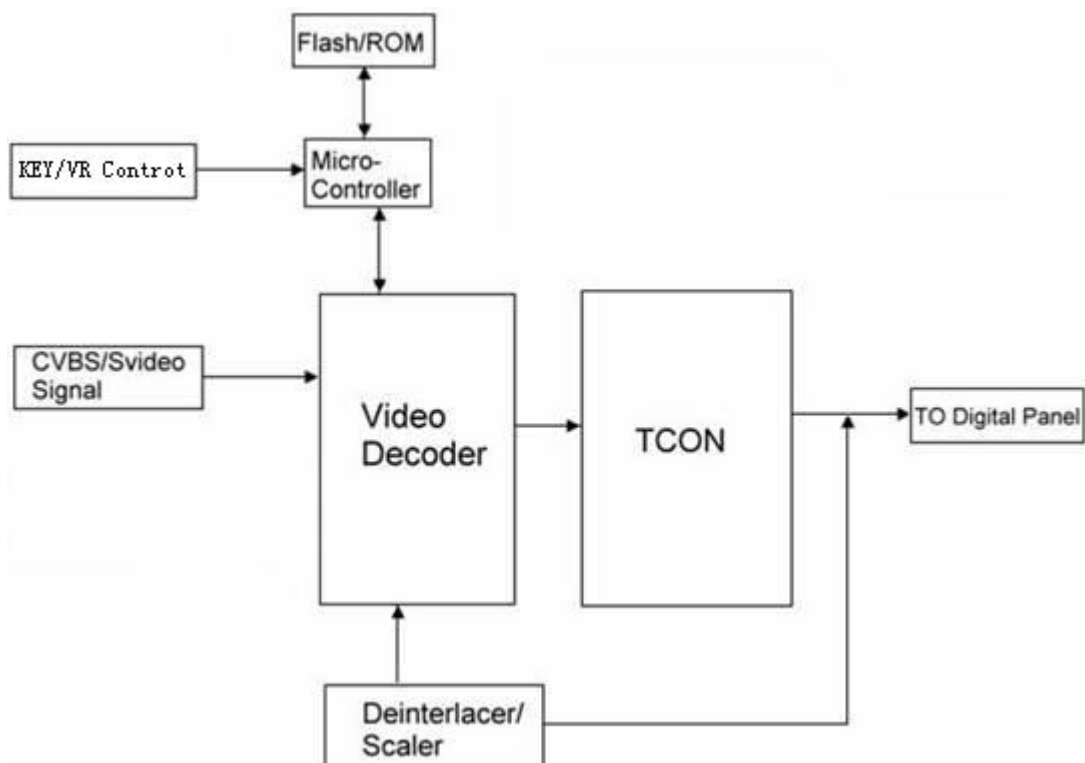 Flash/ROM
KEY/VR Controt
Micro-
Controller
CVBS/Svideo
Signal
Video
Decoder
TCON
TO Digital Panel
Deinterlacer/
Scaler